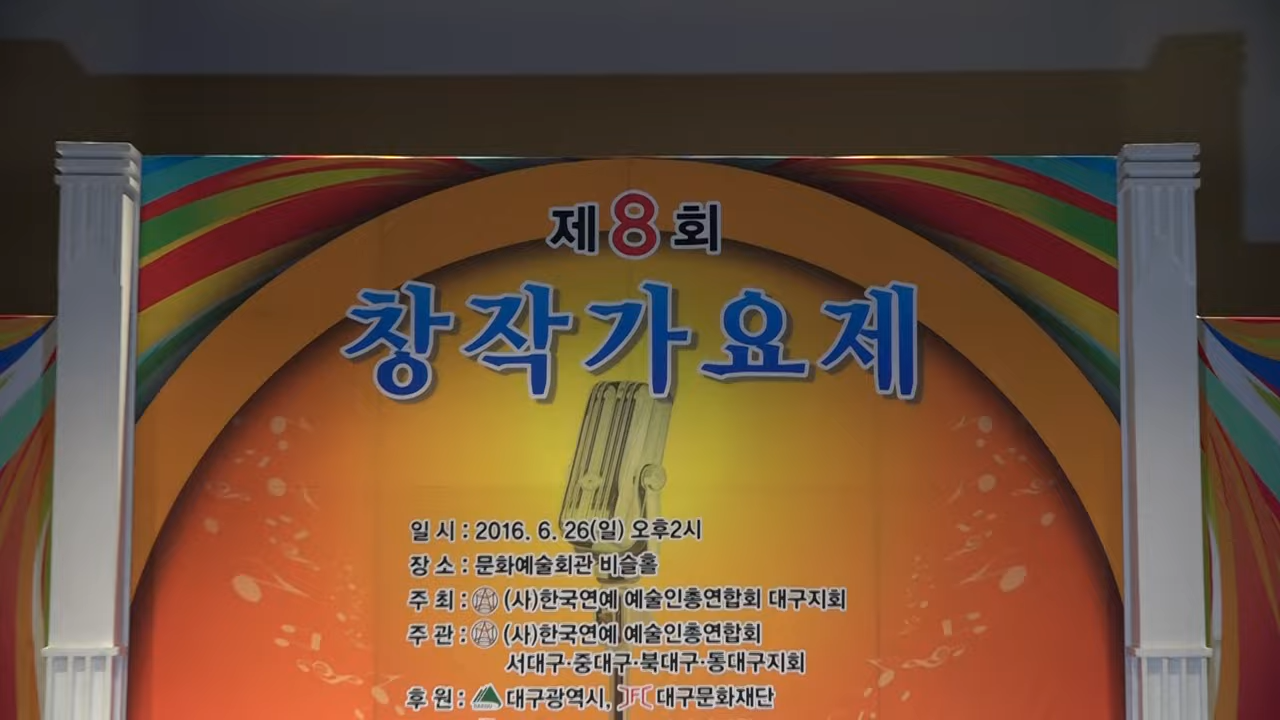 제8회
창작가요제
일 시 : 2016. 6. 26(일) 오후2시
장 소 : 문화예술회관 비슬홀
주 최 : (사)한국연예 예술인총연합회 대구지회
주 관 : (사)한국연예 예술인총연합회
서대구·중대구·북대구·동대구지회
후 원 : 대구광역시, DFC 대구문화재단